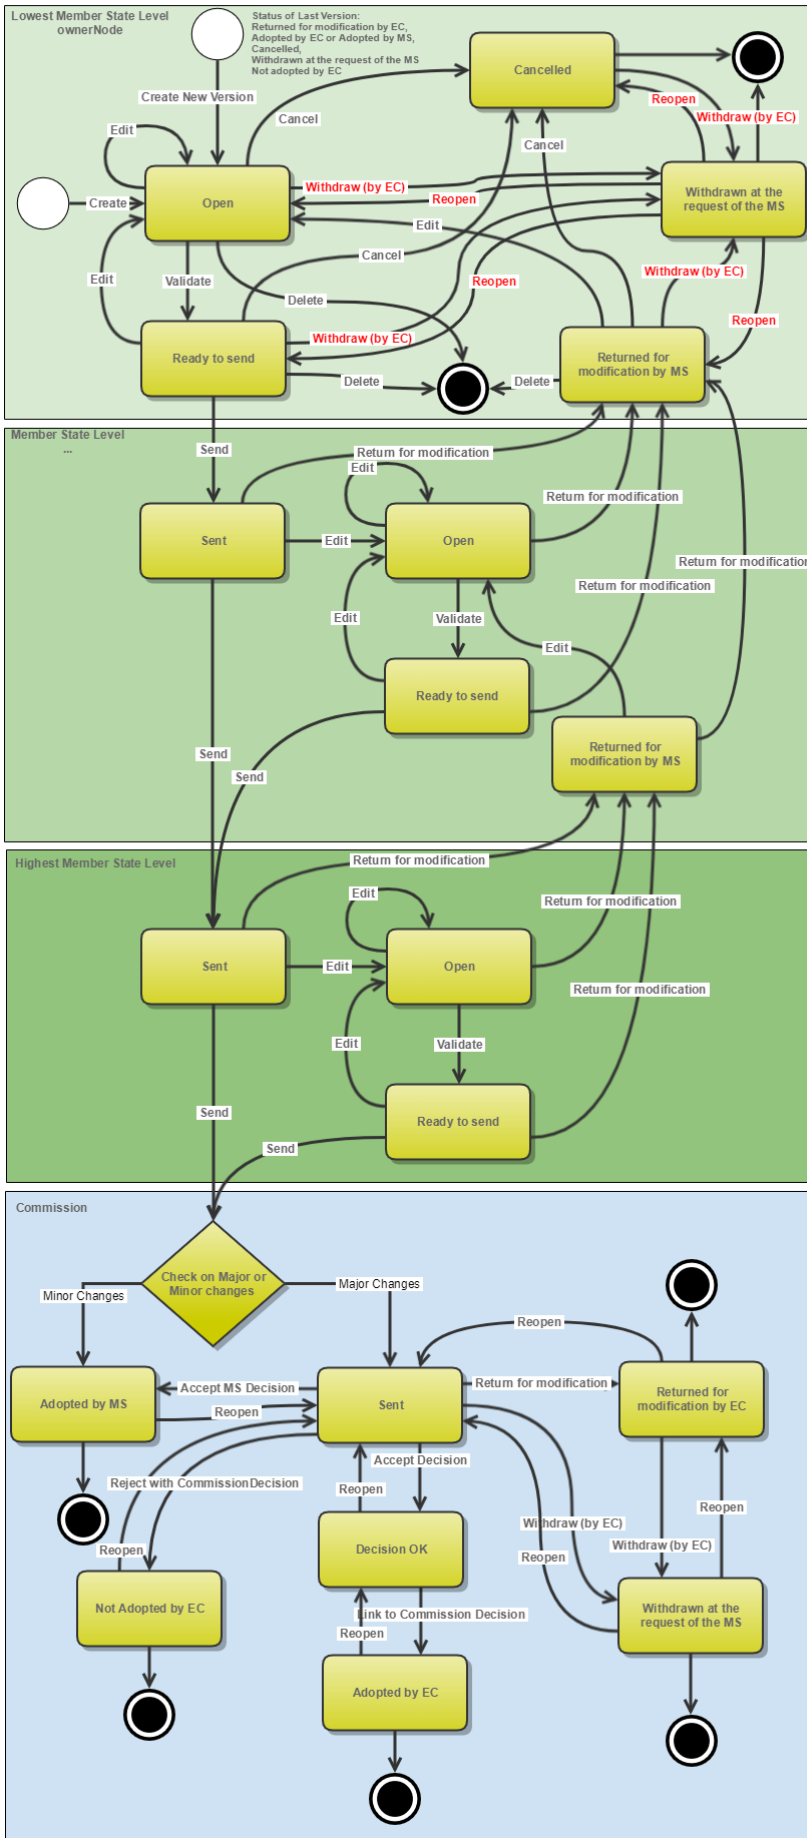 Lowest Member State Level
ownerNode
Status of Last Version:
Returned for modification by EC,
Adopted by EC or Adopted by MS,
Cancelled,
Withdrawn at the request of the MS
Not adopted by EC
Cancelled
Create New Version
Cancel
Reopen
Withdraw (by EC)
Edit
Cancel
Create
Open
Withdraw (by EC)
Reopen
Withdrawn at the
request of the MS
Edit
Cancel
Edit
Validate
Reopen
Withdraw (by EC)
Delete
Reopen
Withdraw (by EC)
Ready to send
Returned for
modification by MS
Delete
Delete
Member State Level
...
Send
Return for modification
Edit
Return for modification
Sent
Edit
Open
Return for modification
Return for modification
Edit
Validate
Edit
Ready to send
Send
Send
Returned for
modification by MS
Highest Member State Level
Return for modification
Edit
Return for modification
Sent
Edit
Open
Return for modification
Edit
Validate
Send
Ready to send
Send
Commission
Check on Major or
Minor changes
Minor Changes
Major Changes
Reopen
Adopted by MS
Accept MS Decision
Reopen
Sent
Return for modification
Returned for
modification by EC
Accept Decision
Reject with CommissionDecision
Reopen
Reopen
Withdraw (by EC)
Reopen
Decision OK
Withdraw (by EC)
Reopen
Not Adopted by EC
Link to Commission Decision
Reopen
Withdrawn at the
request of the MS
Adopted by EC